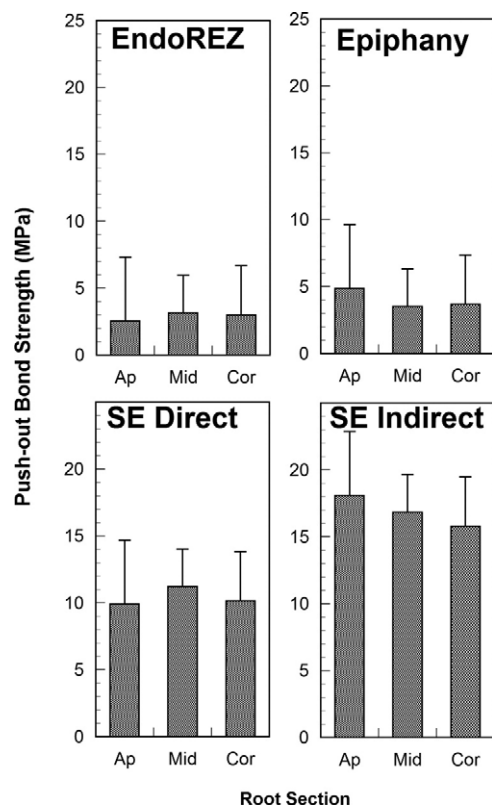 EndoREZ
25
20
15
10
5
0
Ap Mid Cor
Epiphany
25
20
15
10
5
0
Ap Mid Cor
Push-out Bond Strength (MPa)
SE Direct
20
15
10
5
0
Ap Mid Cor
SE Indirect
20
15
10
5
0
Ap Mid Cor
Root Section